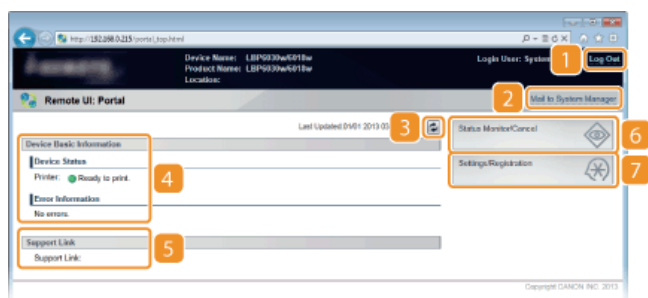 http://192.168.0.215/portal_top.html
Device Name: LBP6030w/6018w
Product Name: LBP6030w/6018w
Location:
Login User: System
1
Log Out
Remote UI: Portal
2
Mail to System Manager
Last Updated:01/01 2013 03
3
Device Basic Information
Device Status
Printer: Ready to print.
4
Error Information
No errors.
Support Link
5
Support Link:
Status Monitor/Cancel
6
Settings/Registration
7
Copyright CANON INC. 2013